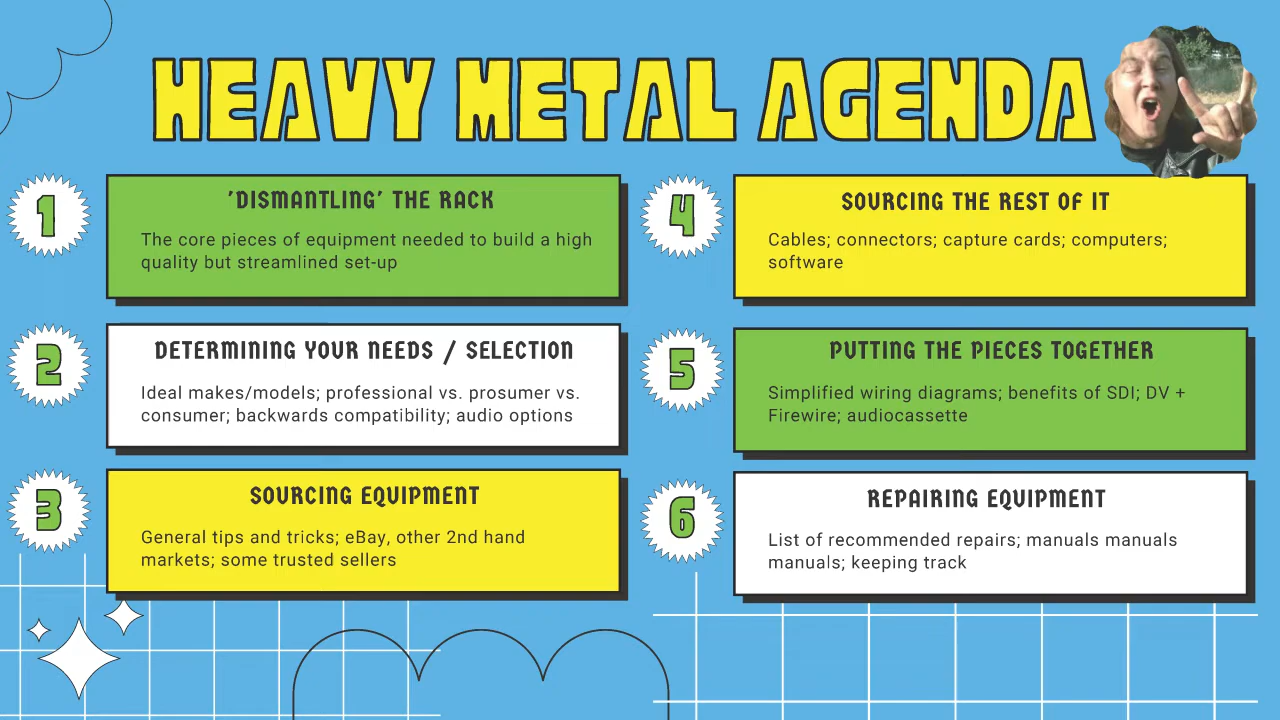 HEAVY METAL AGENDA
1
'DISMANTLING' THE RACK
The core pieces of equipment needed to build a high
quality but streamlined set-up
2
DETERMINING YOUR NEEDS / SELECTION
Ideal makes/models; professional vs. prosumer vs.
consumer; backwards compatibility; audio options
3
SOURCING EQUIPMENT
General tips and tricks; eBay, other 2nd hand
markets; some trusted sellers
4
SOURCING THE REST OF IT
Cables; connectors; capture cards; computers;
software
5
PUTTING THE PIECES TOGETHER
Simplified wiring diagrams; benefits of SDI; DV +
Firewire; audiocassette
6
REPAIRING EQUIPMENT
List of recommended repairs; manuals manuals
manuals; keeping track